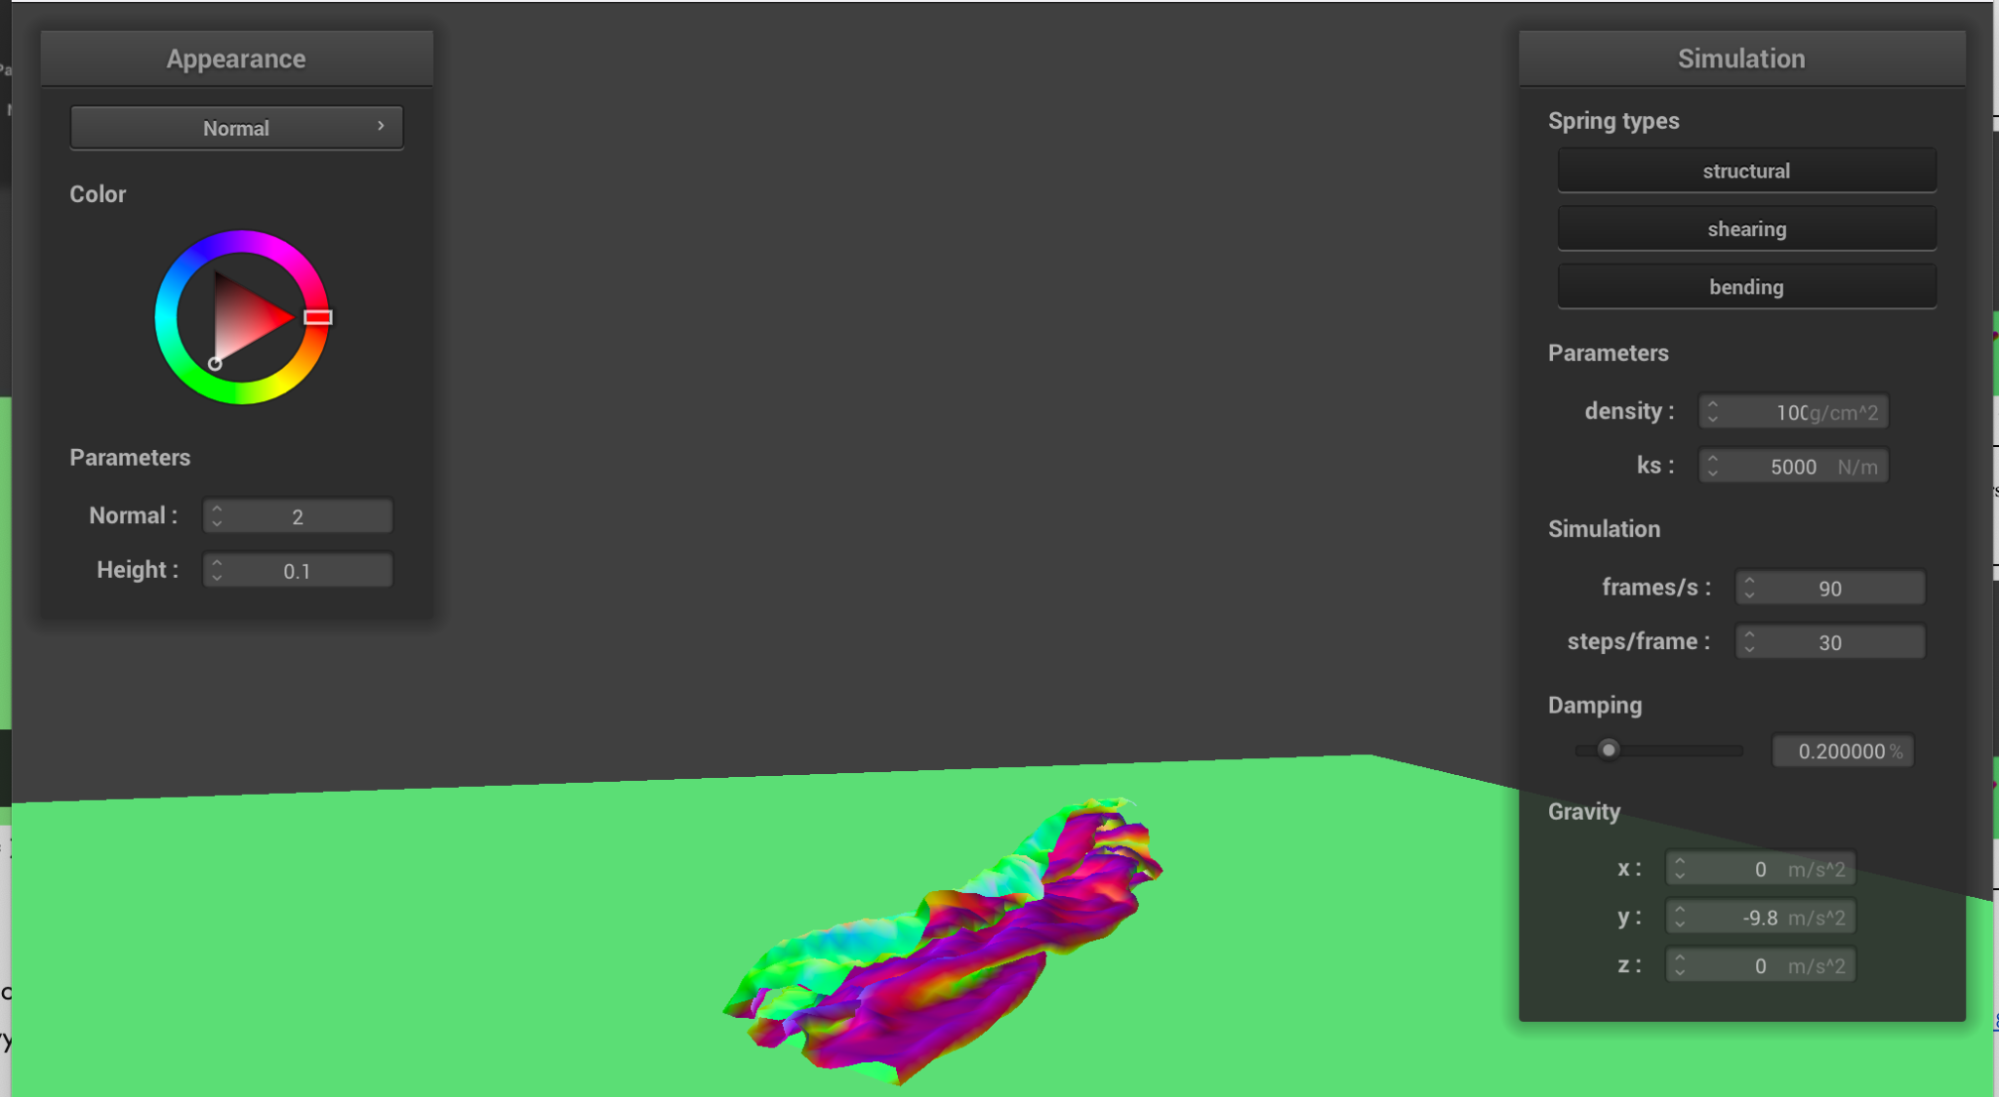 Appearance
Normal
Color
Parameters
Normal : 2
Height : 0.1
Simulation
Spring types
structural
shearing
bending
Parameters
density : 100 g/cm^2
ks : 5000 N/m
Simulation
frames/s : 90
steps/frame : 30
Damping
0.200000 %
Gravity
x : 0 m/s^2
y : -9.8 m/s^2
z : 0 m/s^2